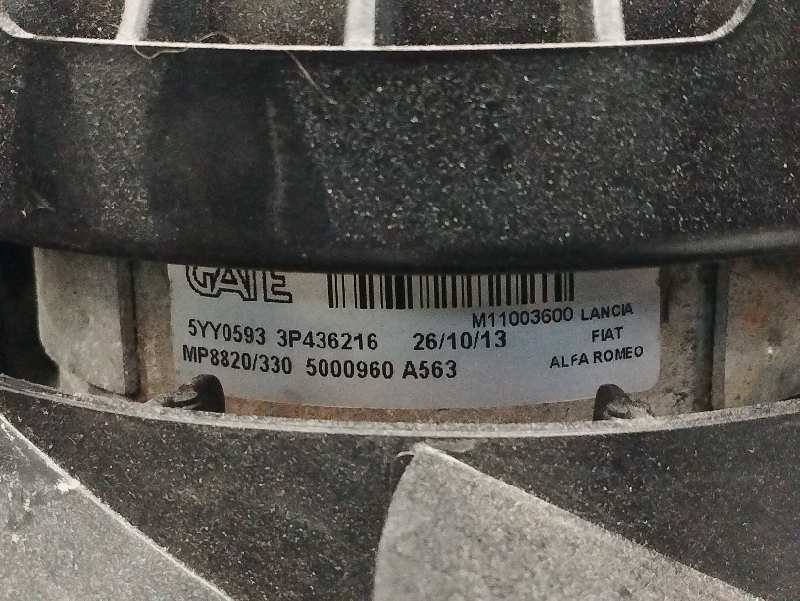 GATE
M11003600 LANCIA
5YY0593 3P436216 26/10/13 FIAT
MP8820/330 5000960 A563 ALFA ROMEO